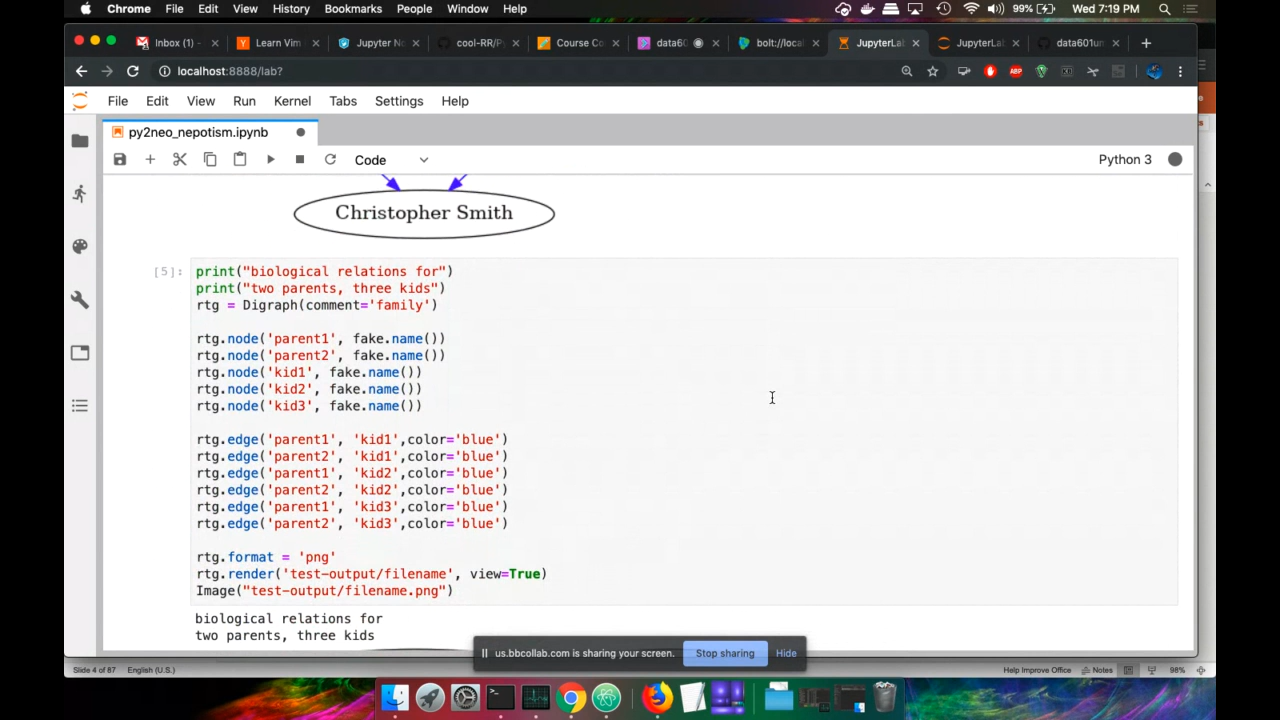 Chrome File Edit View History Bookmarks People Window Help 99% Wed 7:19 PM
Inbox (1) - Learn Vim Jupyter No cool-RR/Py Course Co data60 bolt://loca JupyterLa JupyterLa data601un
localhost:8888/lab?
File Edit View Run Kernel Tabs Settings Help
py2neo_nepotism.ipynb
Code Python 3
Christopher Smith
[5]: print("biological relations for")
print("two parents, three kids")
rtg = Digraph(comment='family')
rtg.node('parent1', fake.name())
rtg.node('parent2', fake.name())
rtg.node('kid1', fake.name())
rtg.node('kid2', fake.name())
rtg.node('kid3', fake.name())
rtg.edge('parent1', 'kid1',color='blue')
rtg.edge('parent2', 'kid1',color='blue')
rtg.edge('parent1', 'kid2',color='blue')
rtg.edge('parent2', 'kid2',color='blue')
rtg.edge('parent1', 'kid3',color='blue')
rtg.edge('parent2', 'kid3',color='blue')
rtg.format = 'png'
rtg.render('test-output/filename', view=True)
Image("test-output/filename.png")
biological relations for
two parents, three kids
us.bbcollab.com is sharing your screen. Stop sharing Hide
Slide 4 of 87 English (U.S.) Help Improve Office Notes 98%